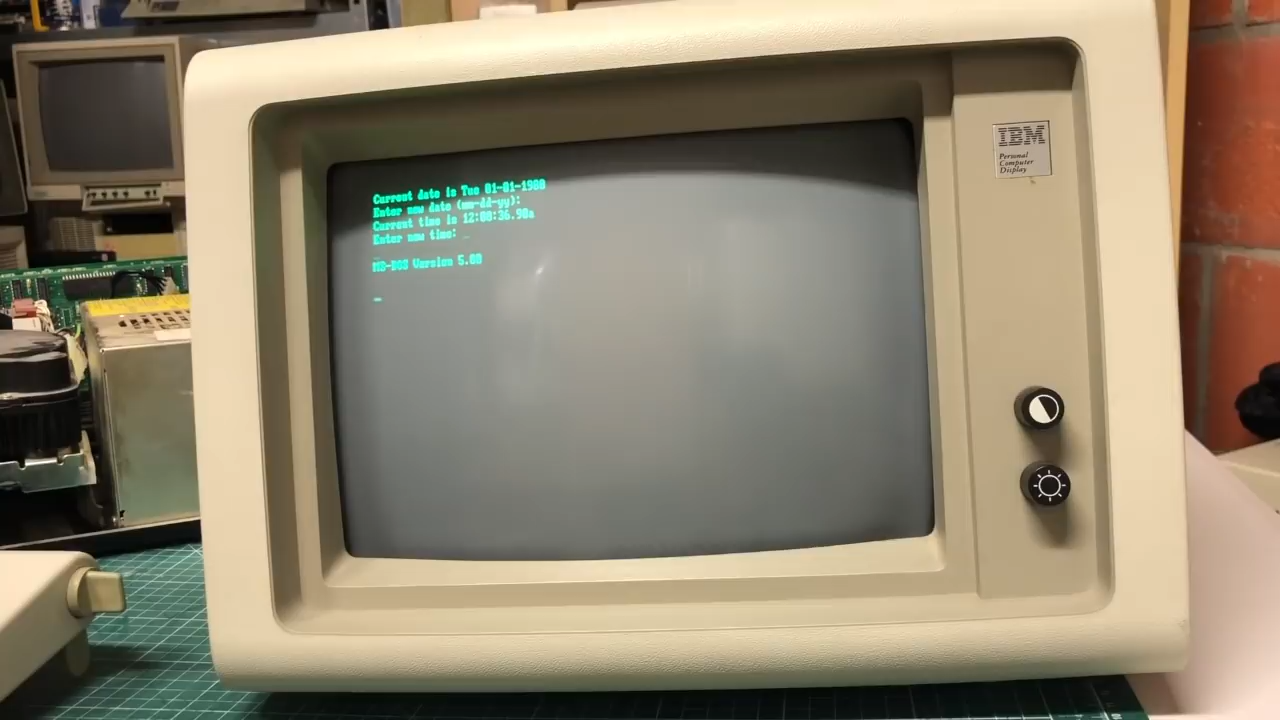 Current date is Tue 01-01-1980
Enter new date (mm-dd-yy):
Current time is 12:00:36.90a
Enter new time:
MS-DOS Version 5.00
IBM
Personal
Computer
Display